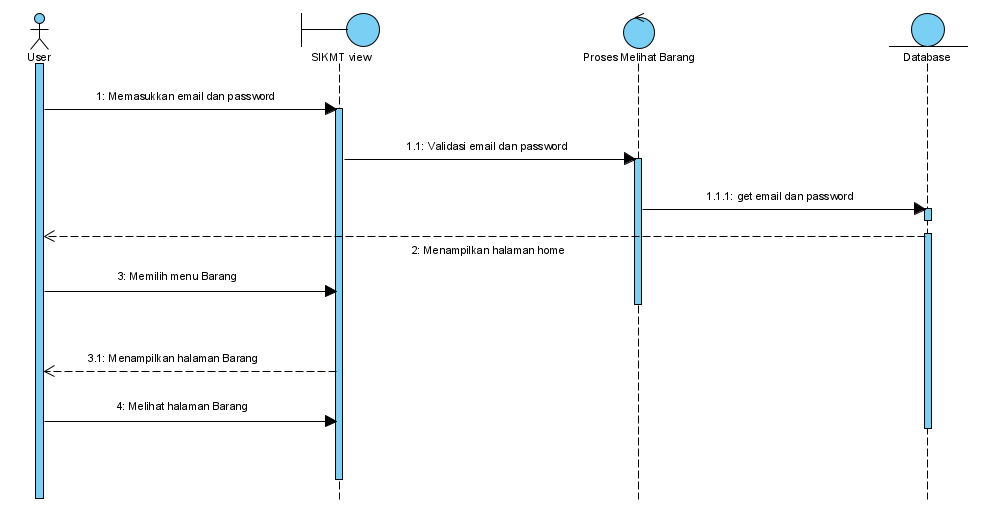 User
SIKMT view
Proses Melihat Barang
Database
1: Memasukkan email dan password
1.1: Validasi email dan password
1.1.1: get email dan password
2: Menampilkan halaman home
3: Memilih menu Barang
3.1: Menampilkan halaman Barang
4: Melihat halaman Barang